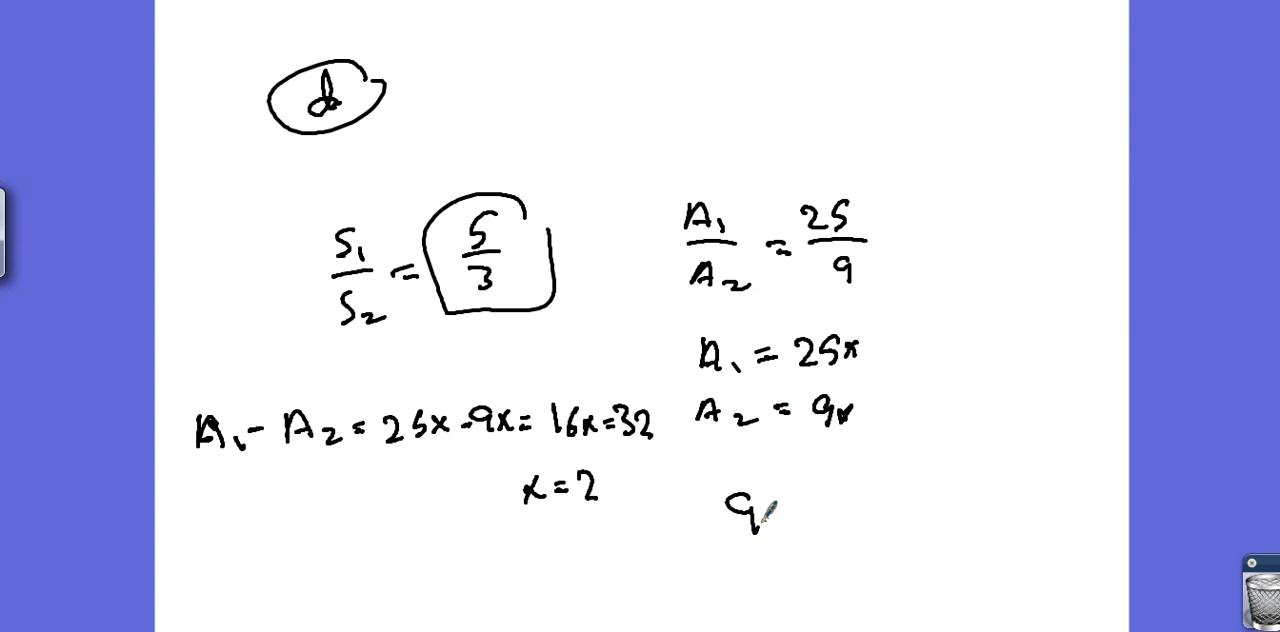 d
S₁/S₂ = 5/3
A₁/A₂ = 25/9
A₁ = 25x
A₂ = 9x
A₁ - A₂ = 25x - 9x = 16x = 32
x = 2
9